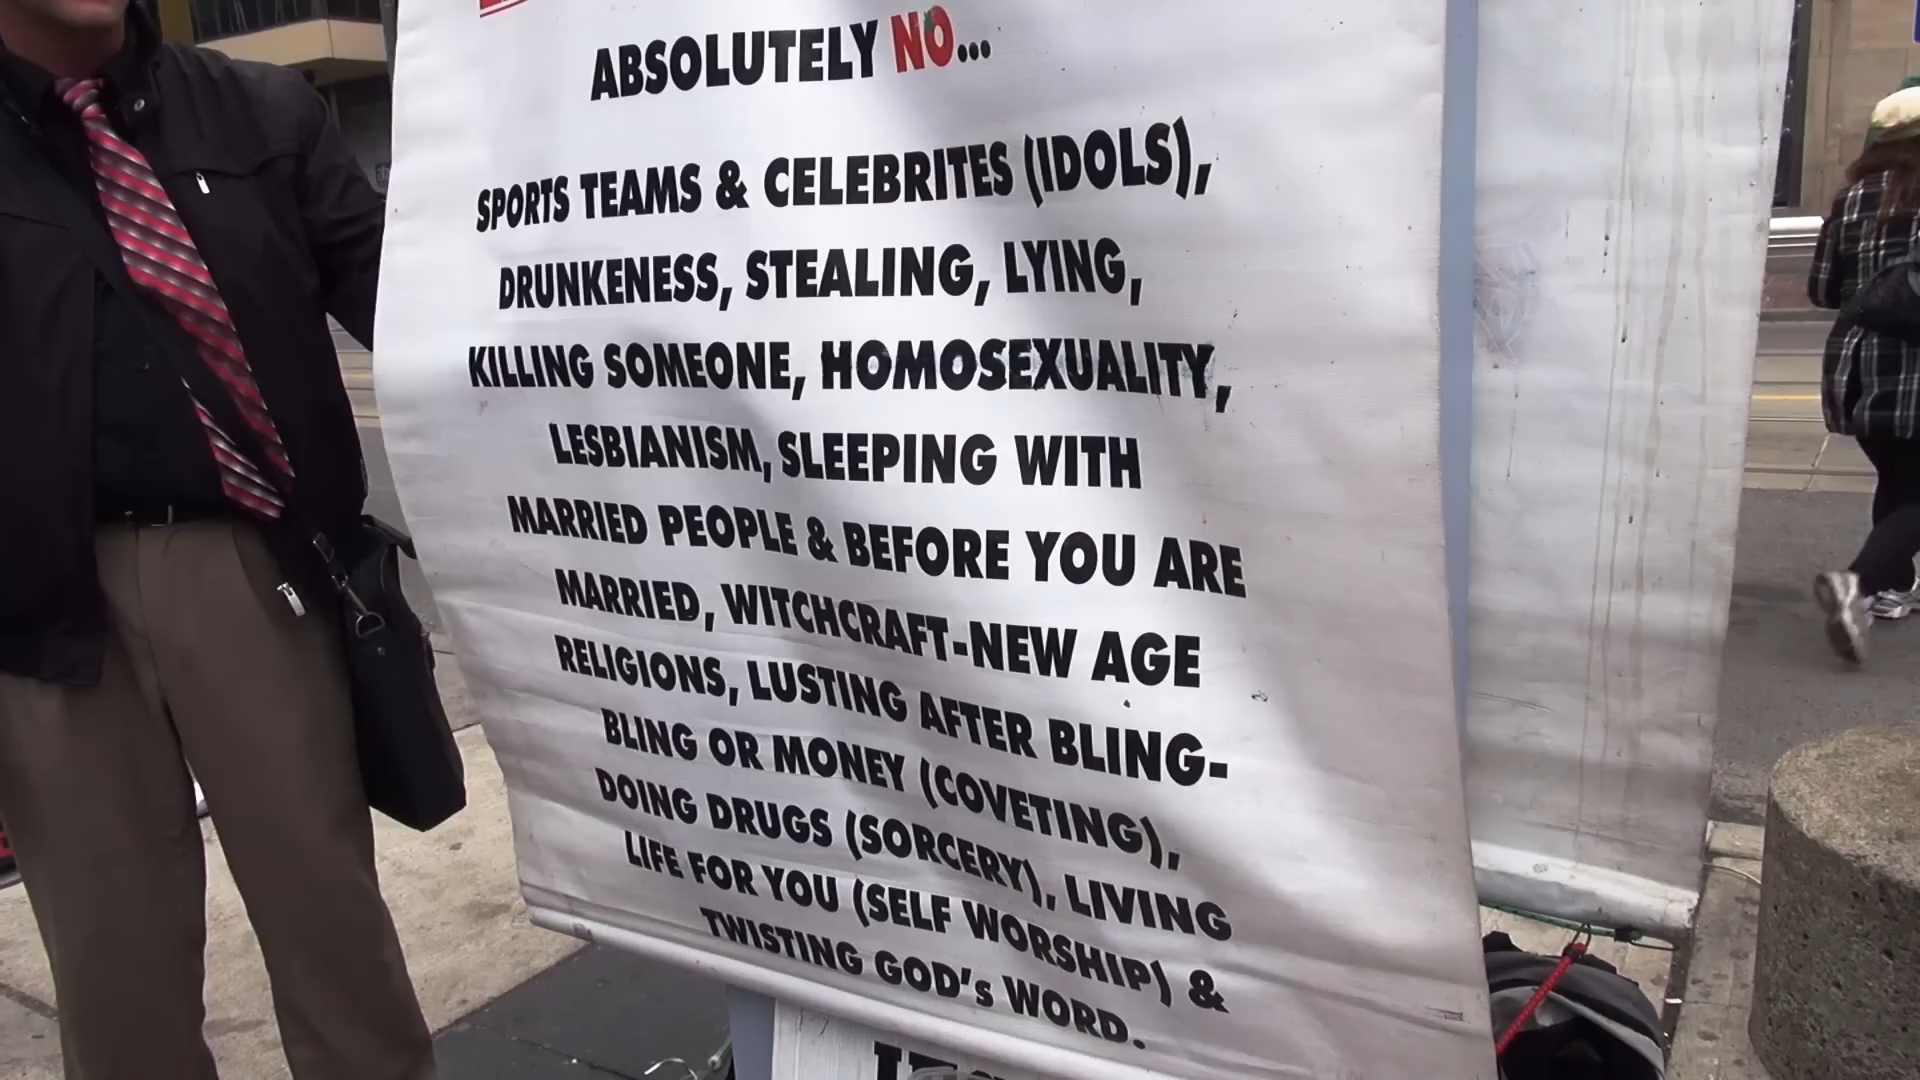 ABSOLUTELY NO...
SPORTS TEAMS & CELEBRITES (IDOLS),
DRUNKENESS, STEALING, LYING,
KILLING SOMEONE, HOMOSEXUALITY,
LESBIANISM, SLEEPING WITH
MARRIED PEOPLE & BEFORE YOU ARE
MARRIED, WITCHCRAFT-NEW AGE
RELIGIONS, LUSTING AFTER BLING-
BLING OR MONEY (COVETING),
DOING DRUGS (SORCERY), LIVING
LIFE FOR YOU (SELF WORSHIP) &
TWISTING GOD's WORD.